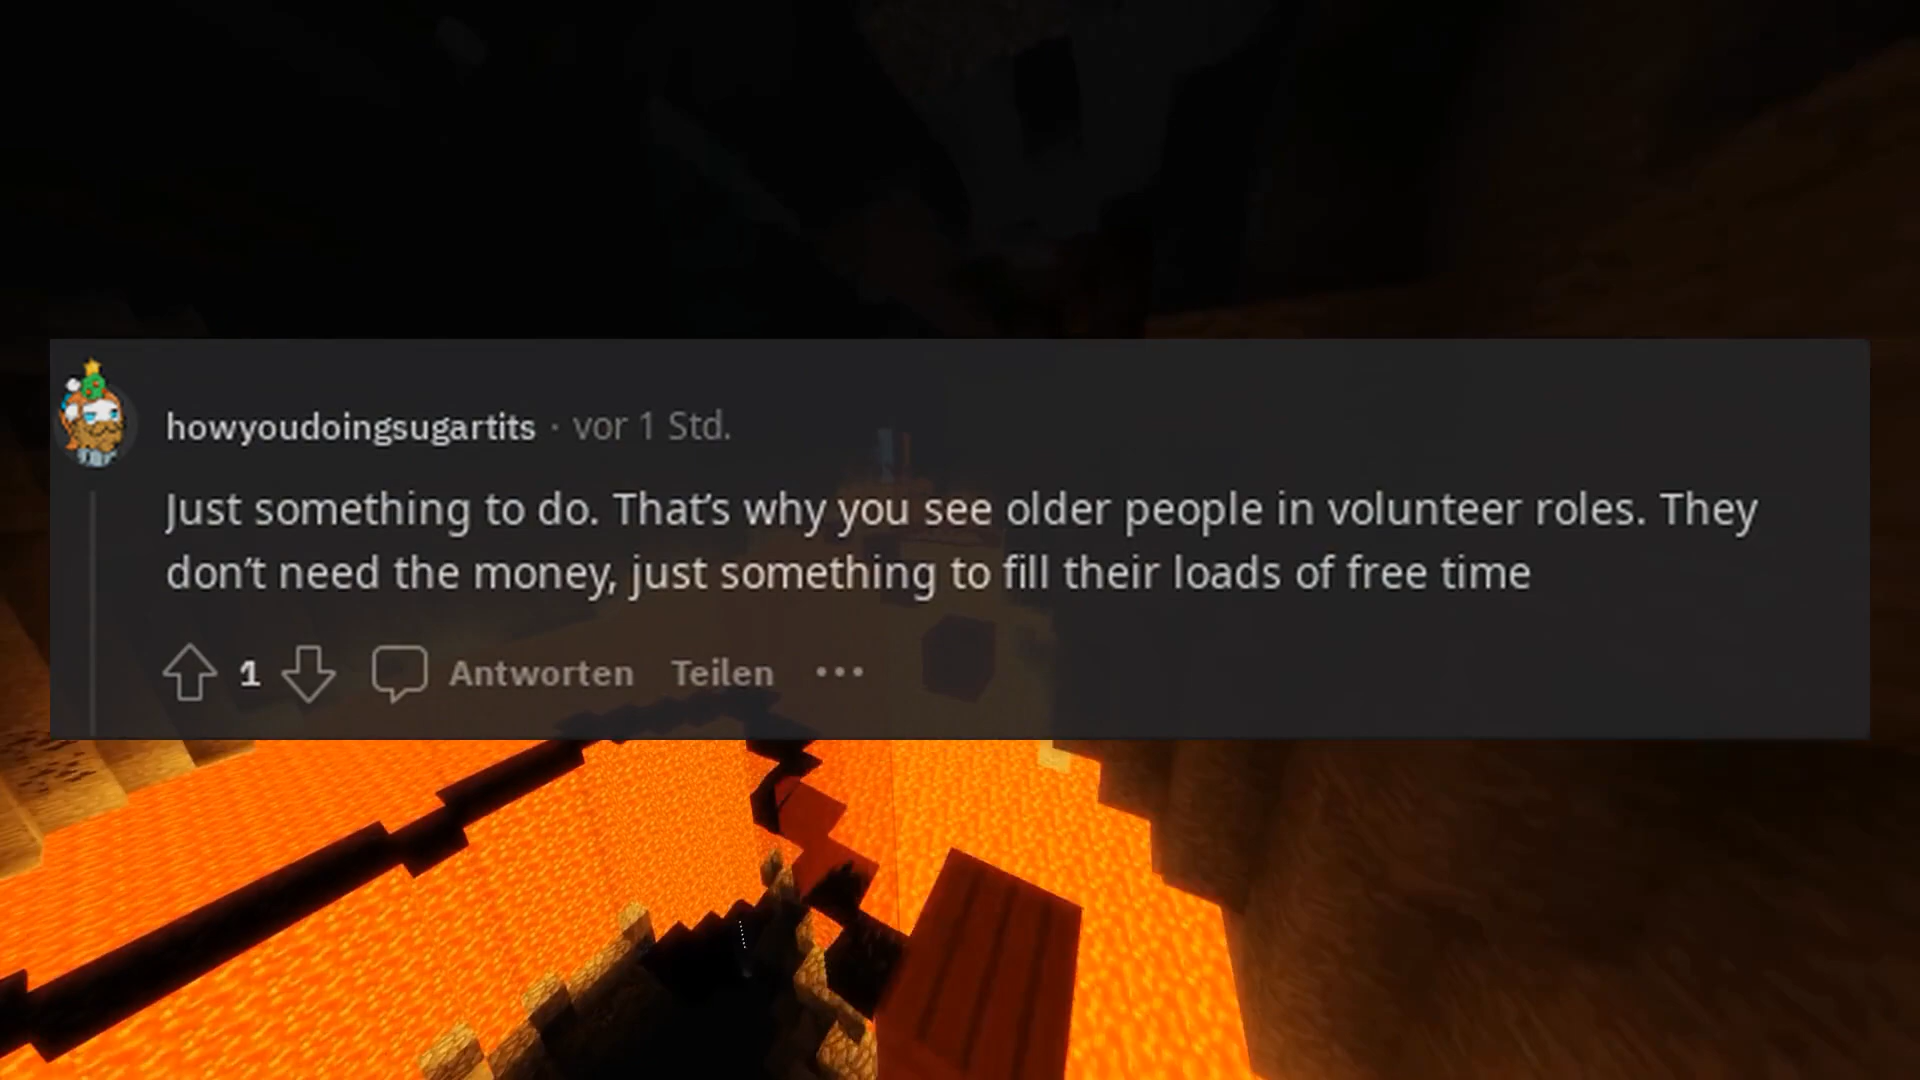 howyoudoingsugartits · vor 1 Std.
Just something to do. That’s why you see older people in volunteer roles. They
don’t need the money, just something to fill their loads of free time
1 Antworten Teilen ···